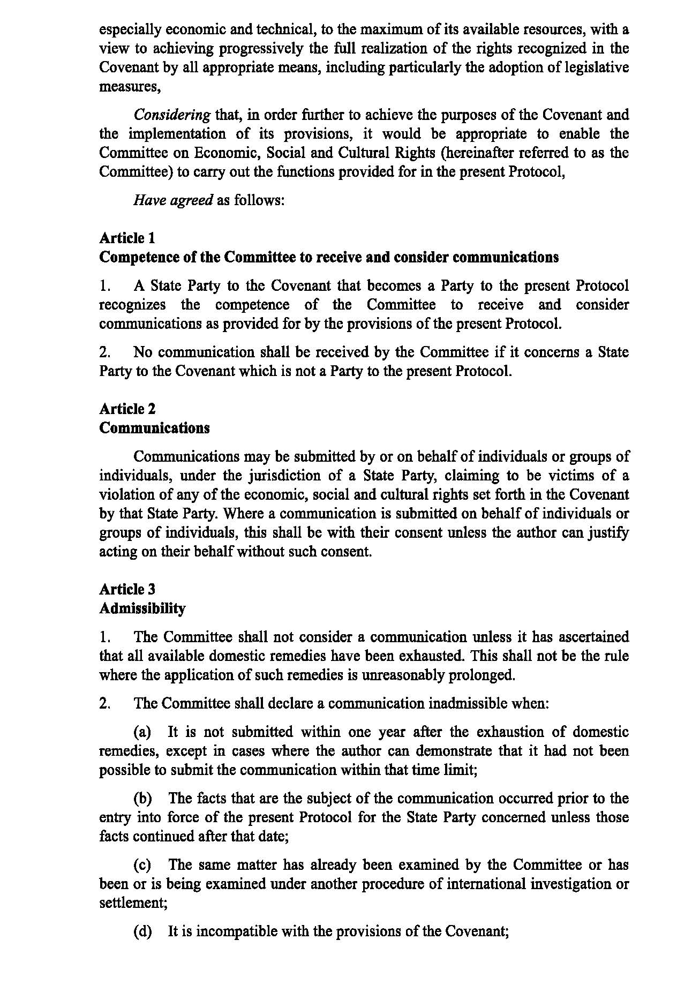 especially economic and technical, to the maximum of its available resources, with a
view to achieving progressively the full realization of the rights recognized in the
Covenant by all appropriate means, including particularly the adoption of legislative
measures,
Considering that, in order further to achieve the purposes of the Covenant and
the implementation of its provisions, it would be appropriate to enable the
Committee on Economic, Social and Cultural Rights (hereinafter referred to as the
Committee) to carry out the functions provided for in the present Protocol,
Have agreed as follows:
Article 1
Competence of the Committee to receive and consider communications
1. A State Party to the Covenant that becomes a Party to the present Protocol
recognizes the competence of the Committee to receive and consider
communications as provided for by the provisions of the present Protocol.
2. No communication shall be received by the Committee if it concerns a State
Party to the Covenant which is not a Party to the present Protocol.
Article 2
Communications
Communications may be submitted by or on behalf of individuals or groups of
individuals, under the jurisdiction of a State Party, claiming to be victims of a
violation of any of the economic, social and cultural rights set forth in the Covenant
by that State Party. Where a communication is submitted on behalf of individuals or
groups of individuals, this shall be with their consent unless the author can justify
acting on their behalf without such consent.
Article 3
Admissibility
1. The Committee shall not consider a communication unless it has ascertained
that all available domestic remedies have been exhausted. This shall not be the rule
where the application of such remedies is unreasonably prolonged.
2. The Committee shall declare a communication inadmissible when:
(a) It is not submitted within one year after the exhaustion of domestic
remedies, except in cases where the author can demonstrate that it had not been
possible to submit the communication within that time limit;
(b) The facts that are the subject of the communication occurred prior to the
entry into force of the present Protocol for the State Party concerned unless those
facts continued after that date;
(c) The same matter has already been examined by the Committee or has
been or is being examined under another procedure of international investigation or
settlement;
(d) It is incompatible with the provisions of the Covenant;